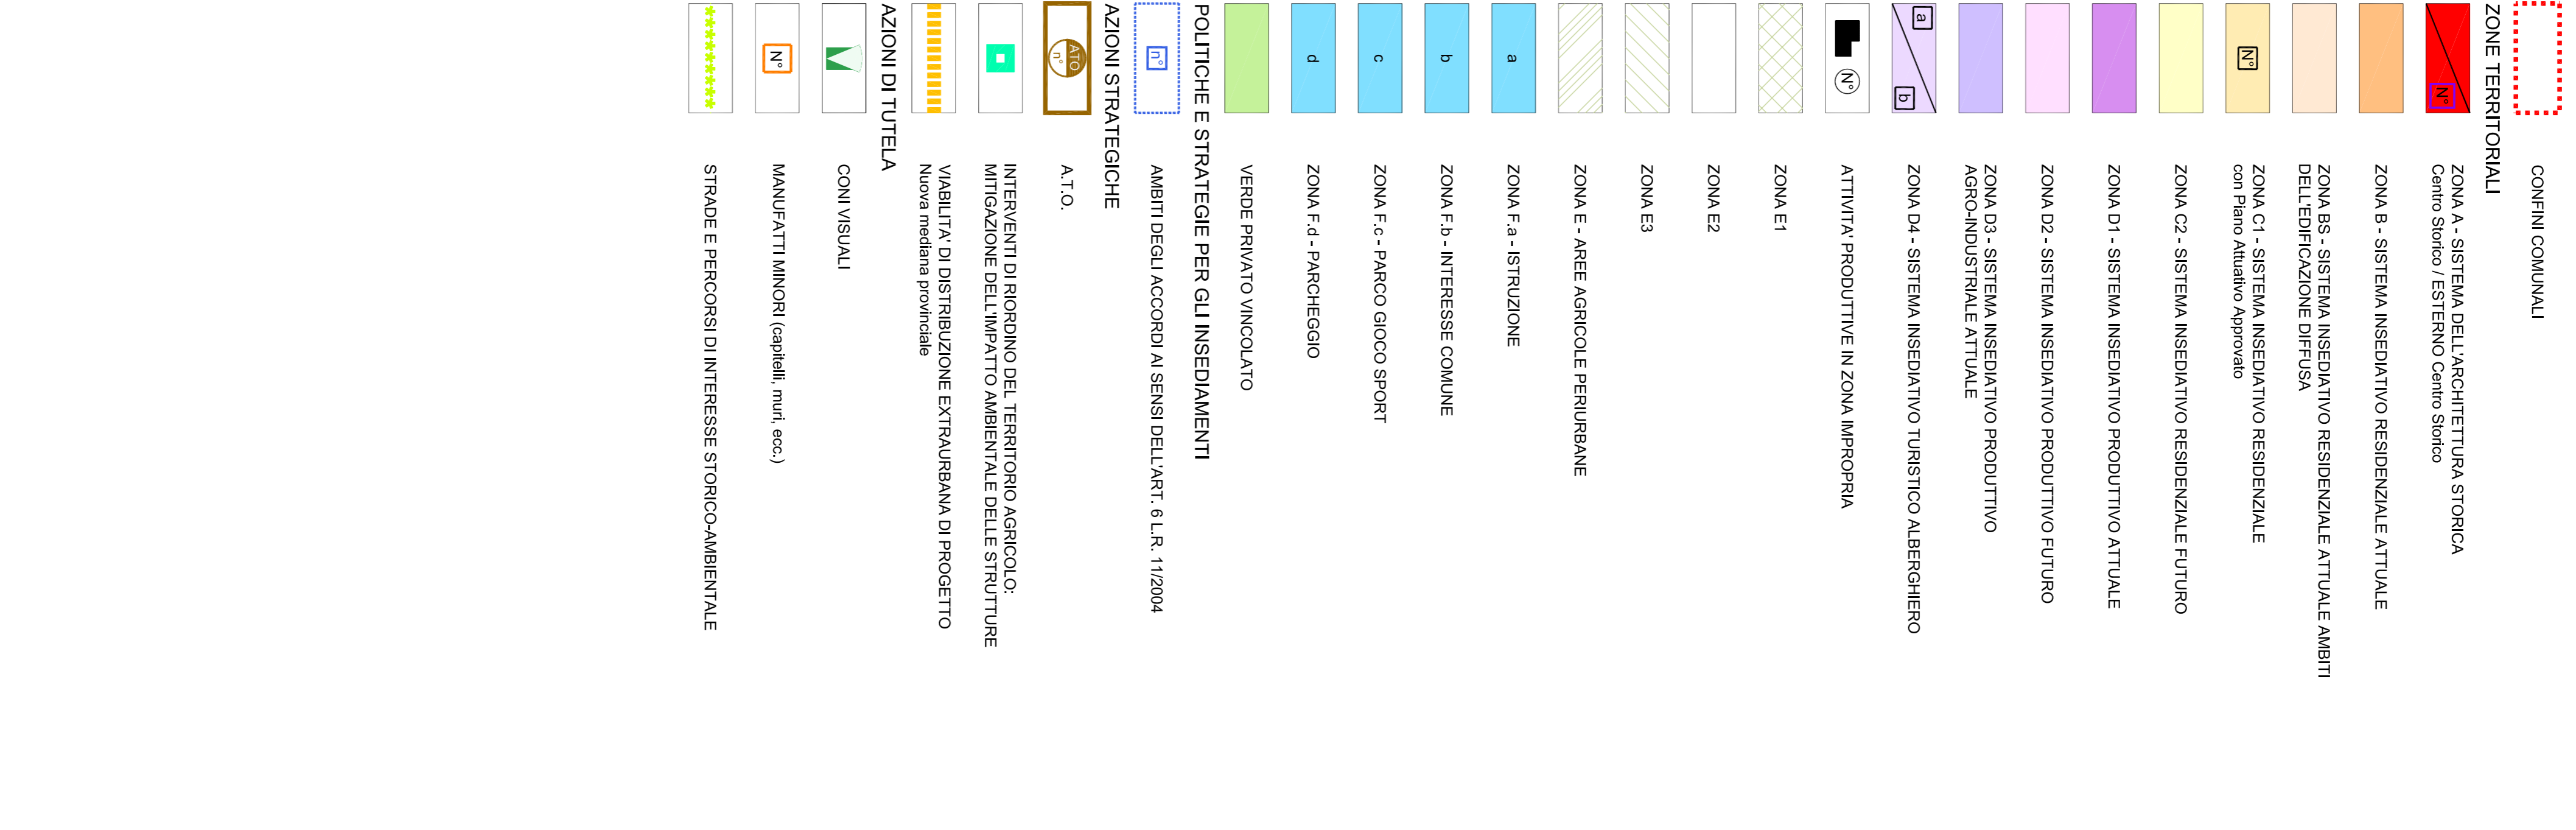 CONFINI COMUNALI
ZONE TERRITORIALI
N°
ZONA A - SISTEMA DELL'ARCHITETTURA STORICA
Centro Storico / ESTERNO Centro Storico
ZONA B - SISTEMA INSEDIATIVO RESIDENZIALE ATTUALE
ZONA BS - SISTEMA INSEDIATIVO RESIDENZIALE ATTUALE AMBITI
DELL'EDIFICAZIONE DIFFUSA
N°
ZONA C1 - SISTEMA INSEDIATIVO RESIDENZIALE
con Piano Attuativo Approvato
ZONA C2 - SISTEMA INSEDIATIVO RESIDENZIALE FUTURO
ZONA D1 - SISTEMA INSEDIATIVO PRODUTTIVO ATTUALE
ZONA D2 - SISTEMA INSEDIATIVO PRODUTTIVO FUTURO
ZONA D3 - SISTEMA INSEDIATIVO PRODUTTIVO
AGRO-INDUSTRIALE ATTUALE
a
b
ZONA D4 - SISTEMA INSEDIATIVO TURISTICO ALBERGHIERO
N°
ATTIVITA' PRODUTTIVE IN ZONA IMPROPRIA
ZONA E1
ZONA E2
ZONA E3
ZONA E - AREE AGRICOLE PERIURBANE
a
ZONA F.a - ISTRUZIONE
b
ZONA F.b - INTERESSE COMUNE
c
ZONA F.c - PARCO GIOCO SPORT
d
ZONA F.d - PARCHEGGIO
VERDE PRIVATO VINCOLATO
POLITICHE E STRATEGIE PER GLI INSEDIAMENTI
n°
AMBITI DEGLI ACCORDI AI SENSI DELL'ART. 6 L.R. 11/2004
AZIONI STRATEGICHE
ATO
n°
A.T.O.
INTERVENTI DI RIORDINO DEL TERRITORIO AGRICOLO:
MITIGAZIONE DELL'IMPATTO AMBIENTALE DELLE STRUTTURE
VIABILITA' DI DISTRIBUZIONE EXTRAURBANA DI PROGETTO
Nuova mediana provinciale
AZIONI DI TUTELA
CONI VISUALI
N°
MANUFATTI MINORI (capitelli, muri, ecc.)
STRADE E PERCORSI DI INTERESSE STORICO-AMBIENTALE